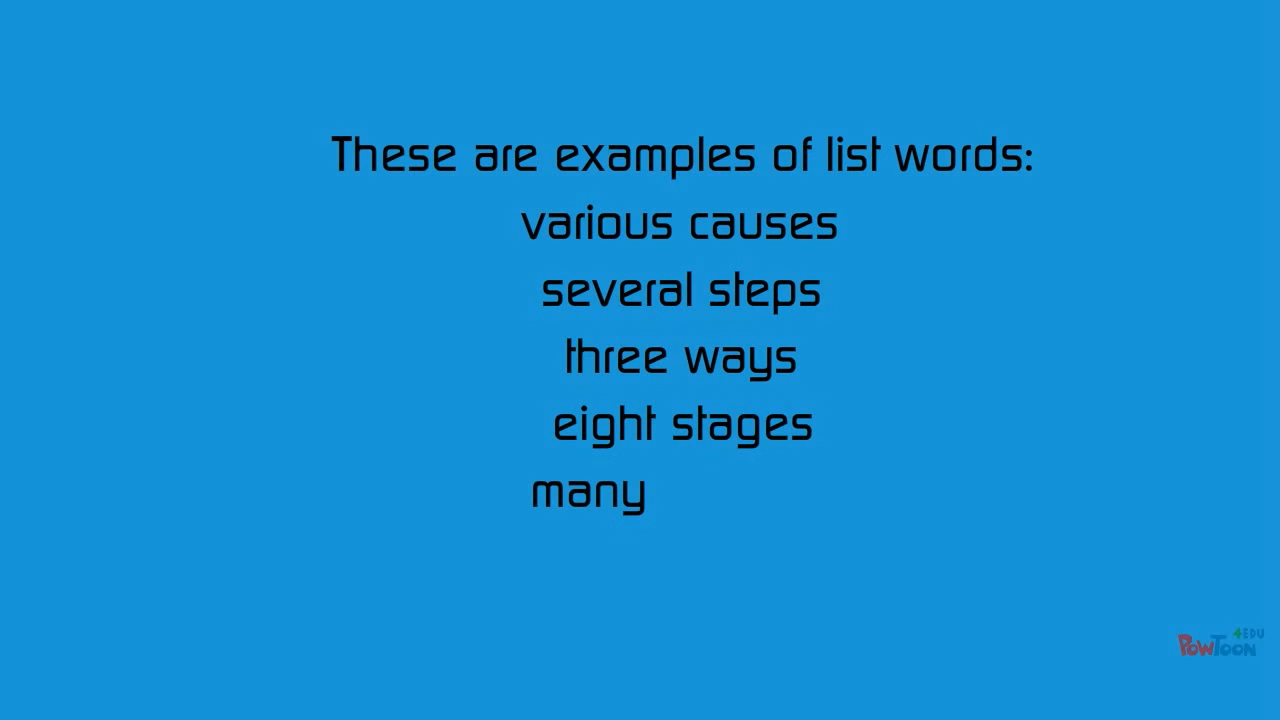 These are examples of list words:
various causes
several steps
three ways
eight stages
many
4EDU
PowToon